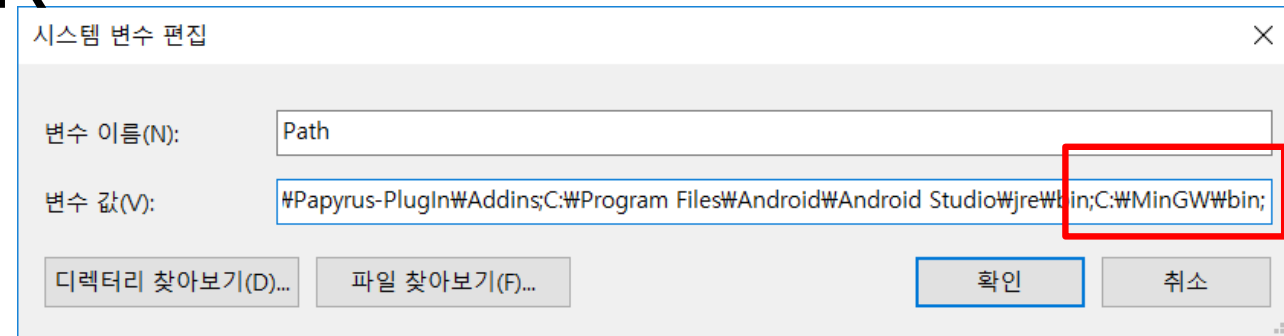 시스템 변수 편집
변수 이름(N): Path
변수 값(V): ₩Papyrus-PlugIn₩Addins;C:₩Program Files₩Android₩Android Studio₩jre₩bin;C:₩MinGW₩bin;
디렉터리 찾아보기(D)... 파일 찾아보기(F)... 확인 취소